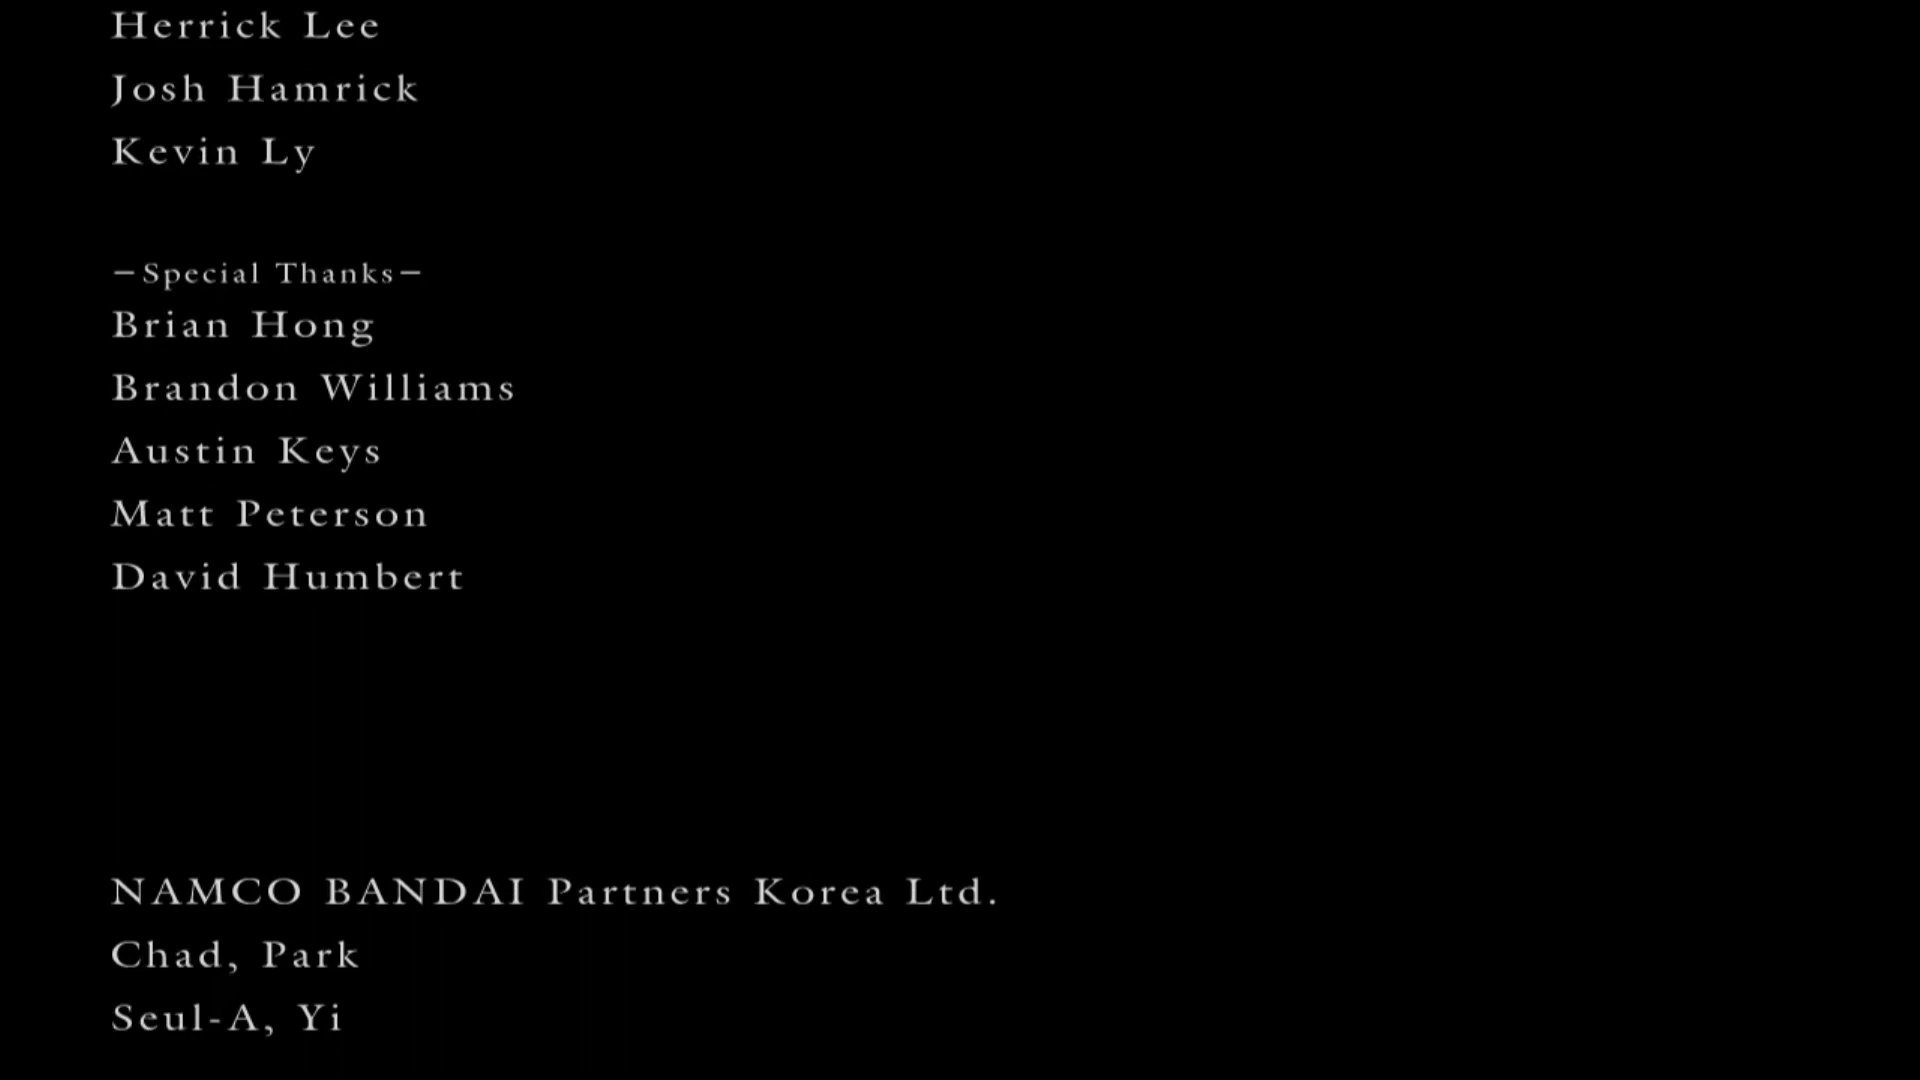 Herrick Lee
Josh Hamrick
Kevin Ly
—Special Thanks—
Brian Hong
Brandon Williams
Austin Keys
Matt Peterson
David Humbert
NAMCO BANDAI Partners Korea Ltd.
Chad, Park
Seul-A, Yi